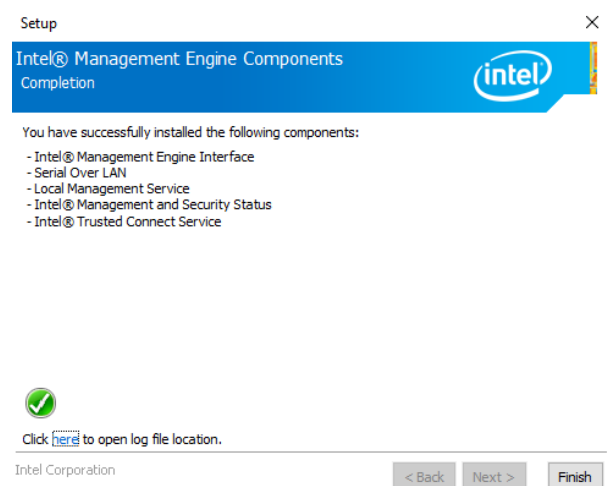 Setup
Intel® Management Engine Components
Completion
intel®
You have successfully installed the following components:
- Intel® Management Engine Interface
- Serial Over LAN
- Local Management Service
- Intel® Management and Security Status
- Intel® Trusted Connect Service
Click here to open log file location.
Intel Corporation
< Back Next > Finish